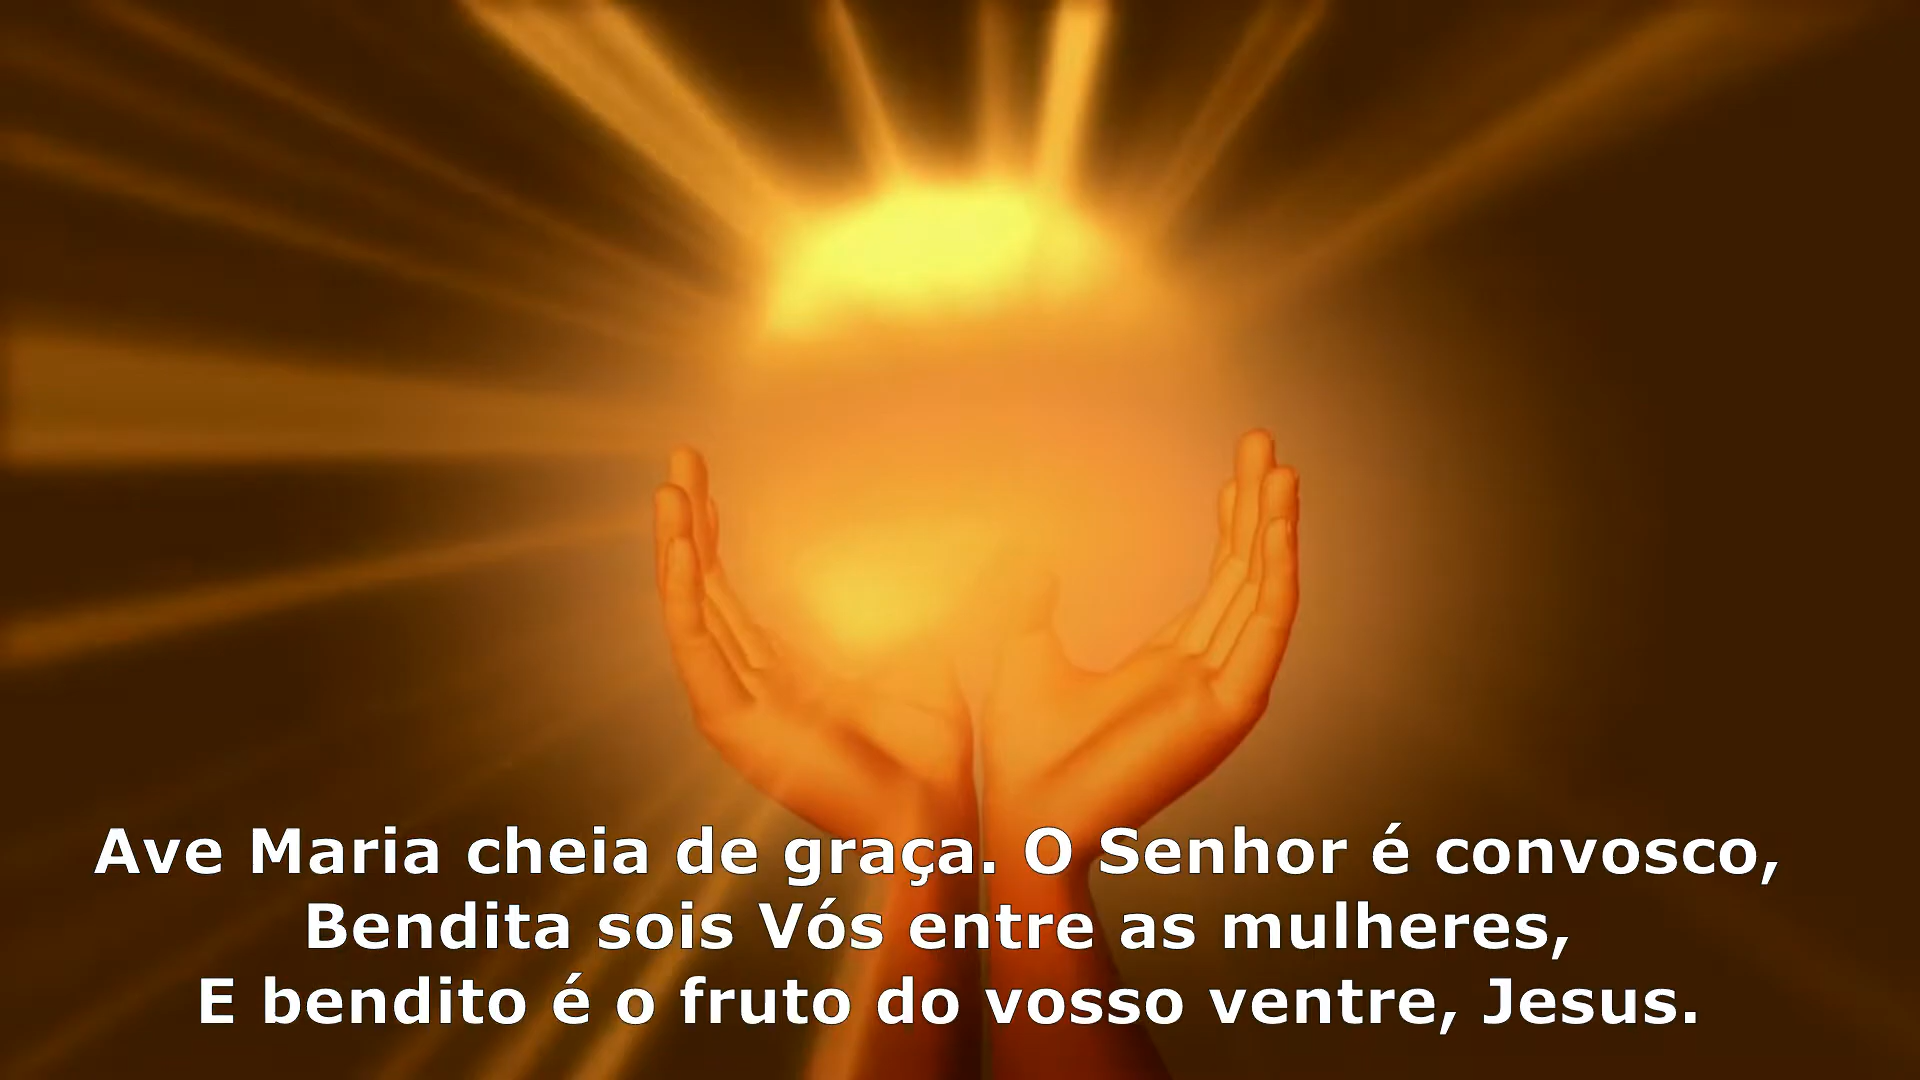 Ave Maria cheia de graça. O Senhor é convosco,
Bendita sois Vós entre as mulheres,
E bendito é o fruto do vosso ventre, Jesus.